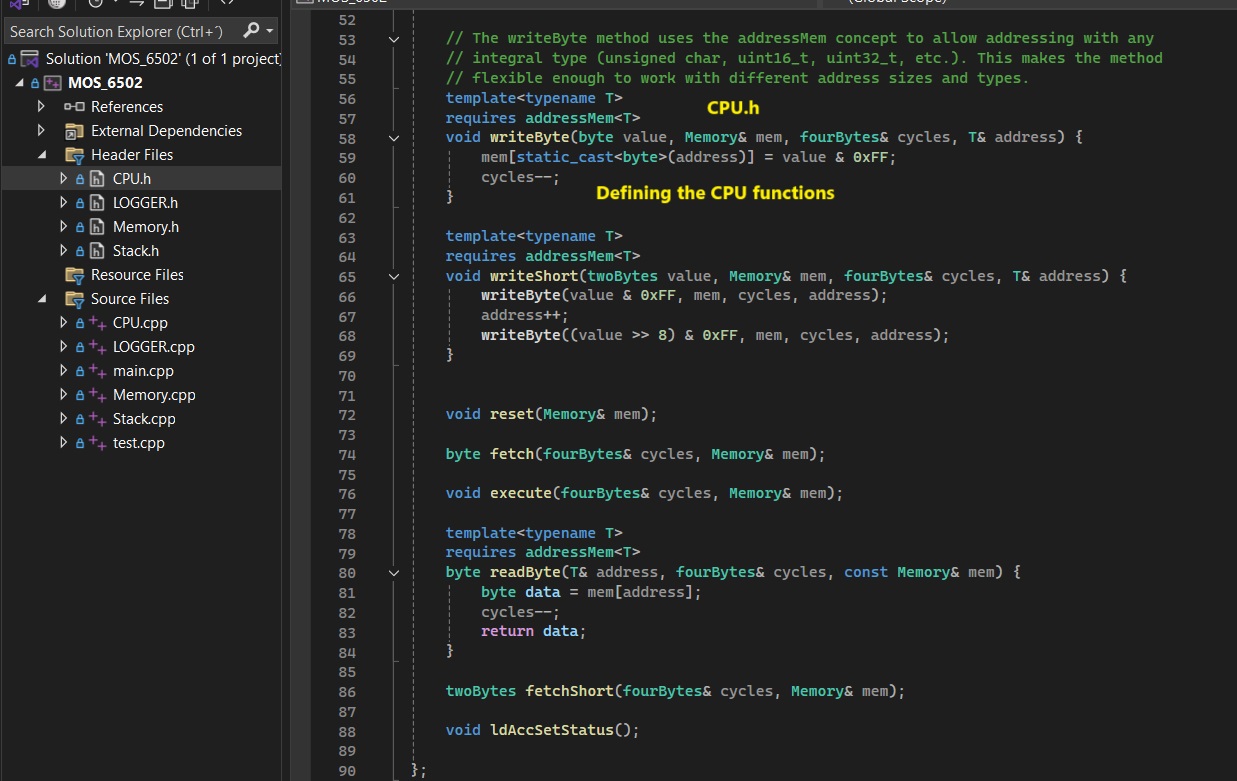 Search Solution Explorer (Ctrl+´)
Solution 'MOS_6502' (1 of 1 project)
MOS_6502
References
External Dependencies
Header Files
CPU.h
LOGGER.h
Memory.h
Stack.h
Resource Files
Source Files
CPU.cpp
LOGGER.cpp
main.cpp
Memory.cpp
Stack.cpp
test.cpp
52
53 // The writeByte method uses the addressMem concept to allow addressing with any
54 // integral type (unsigned char, uint16_t, uint32_t, etc.). This makes the method
55 // flexible enough to work with different address sizes and types.
56 template<typename T>
CPU.h
57 requires addressMem<T>
58 void writeByte(byte value, Memory& mem, fourBytes& cycles, T& address) {
59 mem[static_cast<byte>(address)] = value & 0xFF;
60 cycles--;
Defining the CPU functions
61 }
62
63 template<typename T>
64 requires addressMem<T>
65 void writeShort(twoBytes value, Memory& mem, fourBytes& cycles, T& address) {
66 writeByte(value & 0xFF, mem, cycles, address);
67 address++;
68 writeByte((value >> 8) & 0xFF, mem, cycles, address);
69 }
70
71
72 void reset(Memory& mem);
73
74 byte fetch(fourBytes& cycles, Memory& mem);
75
76 void execute(fourBytes& cycles, Memory& mem);
77
78 template<typename T>
79 requires addressMem<T>
80 byte readByte(T& address, fourBytes& cycles, const Memory& mem) {
81 byte data = mem[address];
82 cycles--;
83 return data;
84 }
85
86 twoBytes fetchShort(fourBytes& cycles, Memory& mem);
87
88 void ldAccSetStatus();
89
90 };